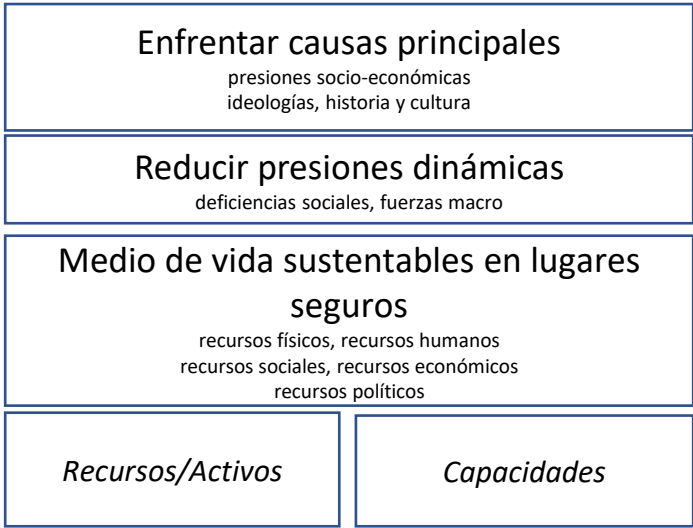 Enfrentar causas principales
presiones socio-económicas
ideologías, historia y cultura
Reducir presiones dinámicas
deficiencias sociales, fuerzas macro
Medio de vida sustentables en lugares
seguros
recursos físicos, recursos humanos
recursos sociales, recursos económicos
recursos políticos
Recursos/Activos
Capacidades